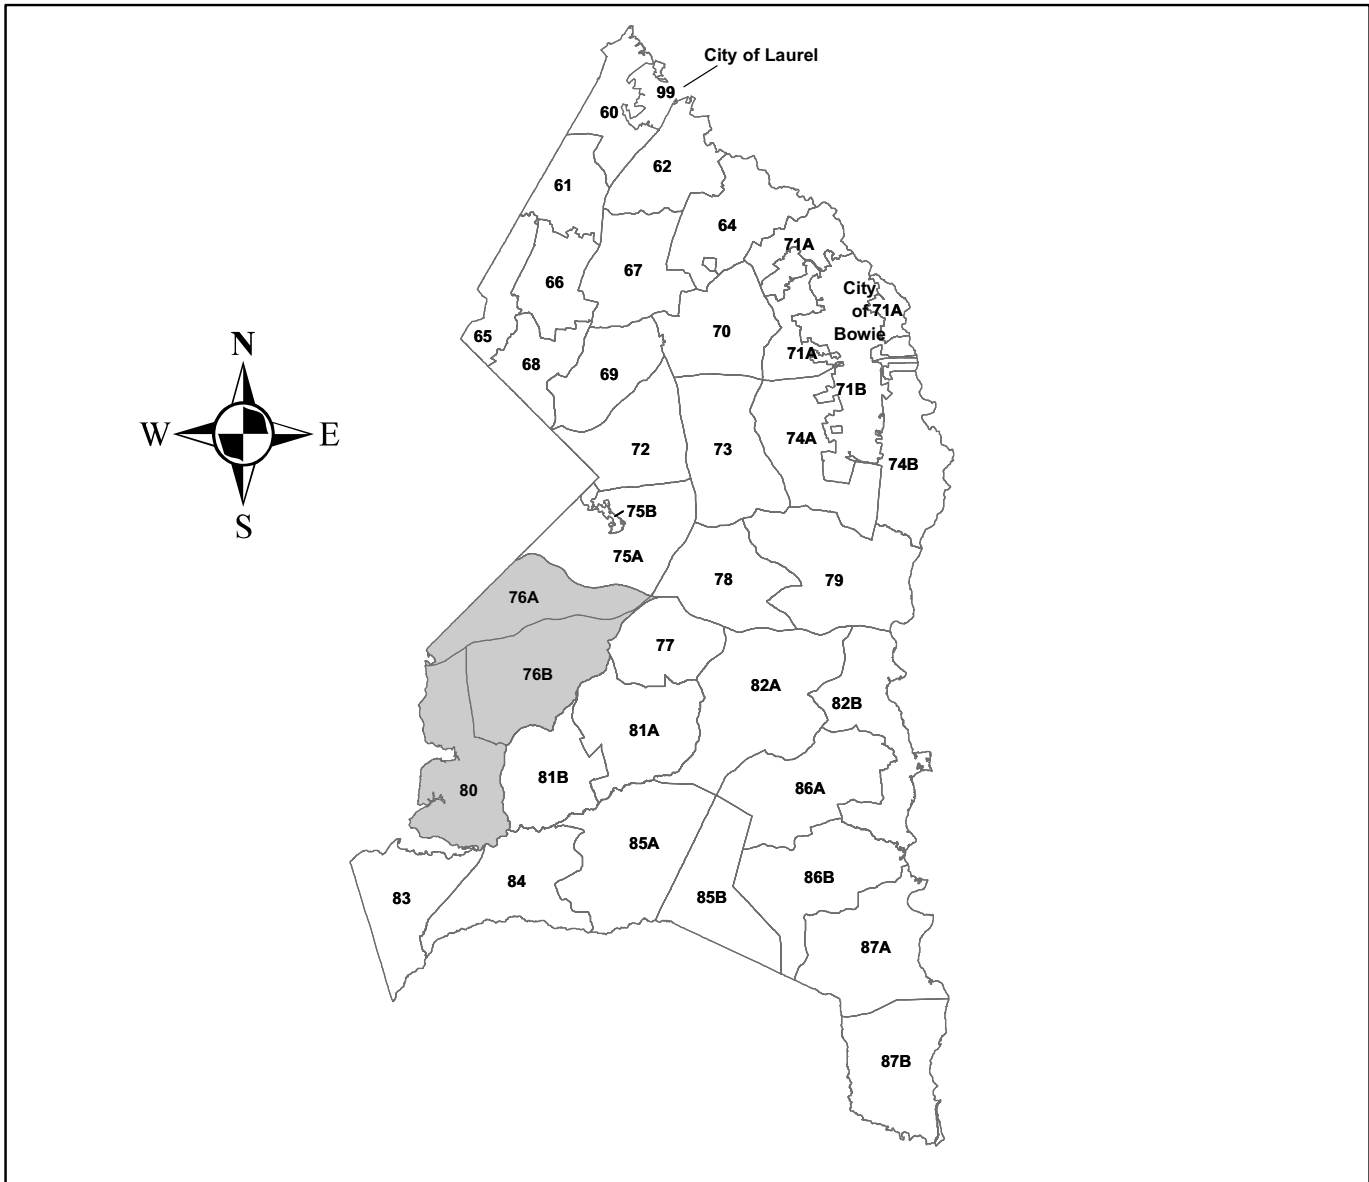 City of Laurel
99
60
62
61
64
71A
67
66
City
of 71A
Bowie
65
70
71A
68
69
71B
N
W
E
S
72
73
74A
74B
75B
75A
78
79
76A
77
76B
82A
82B
81A
81B
86A
80
85A
86B
84
83
85B
87A
87B